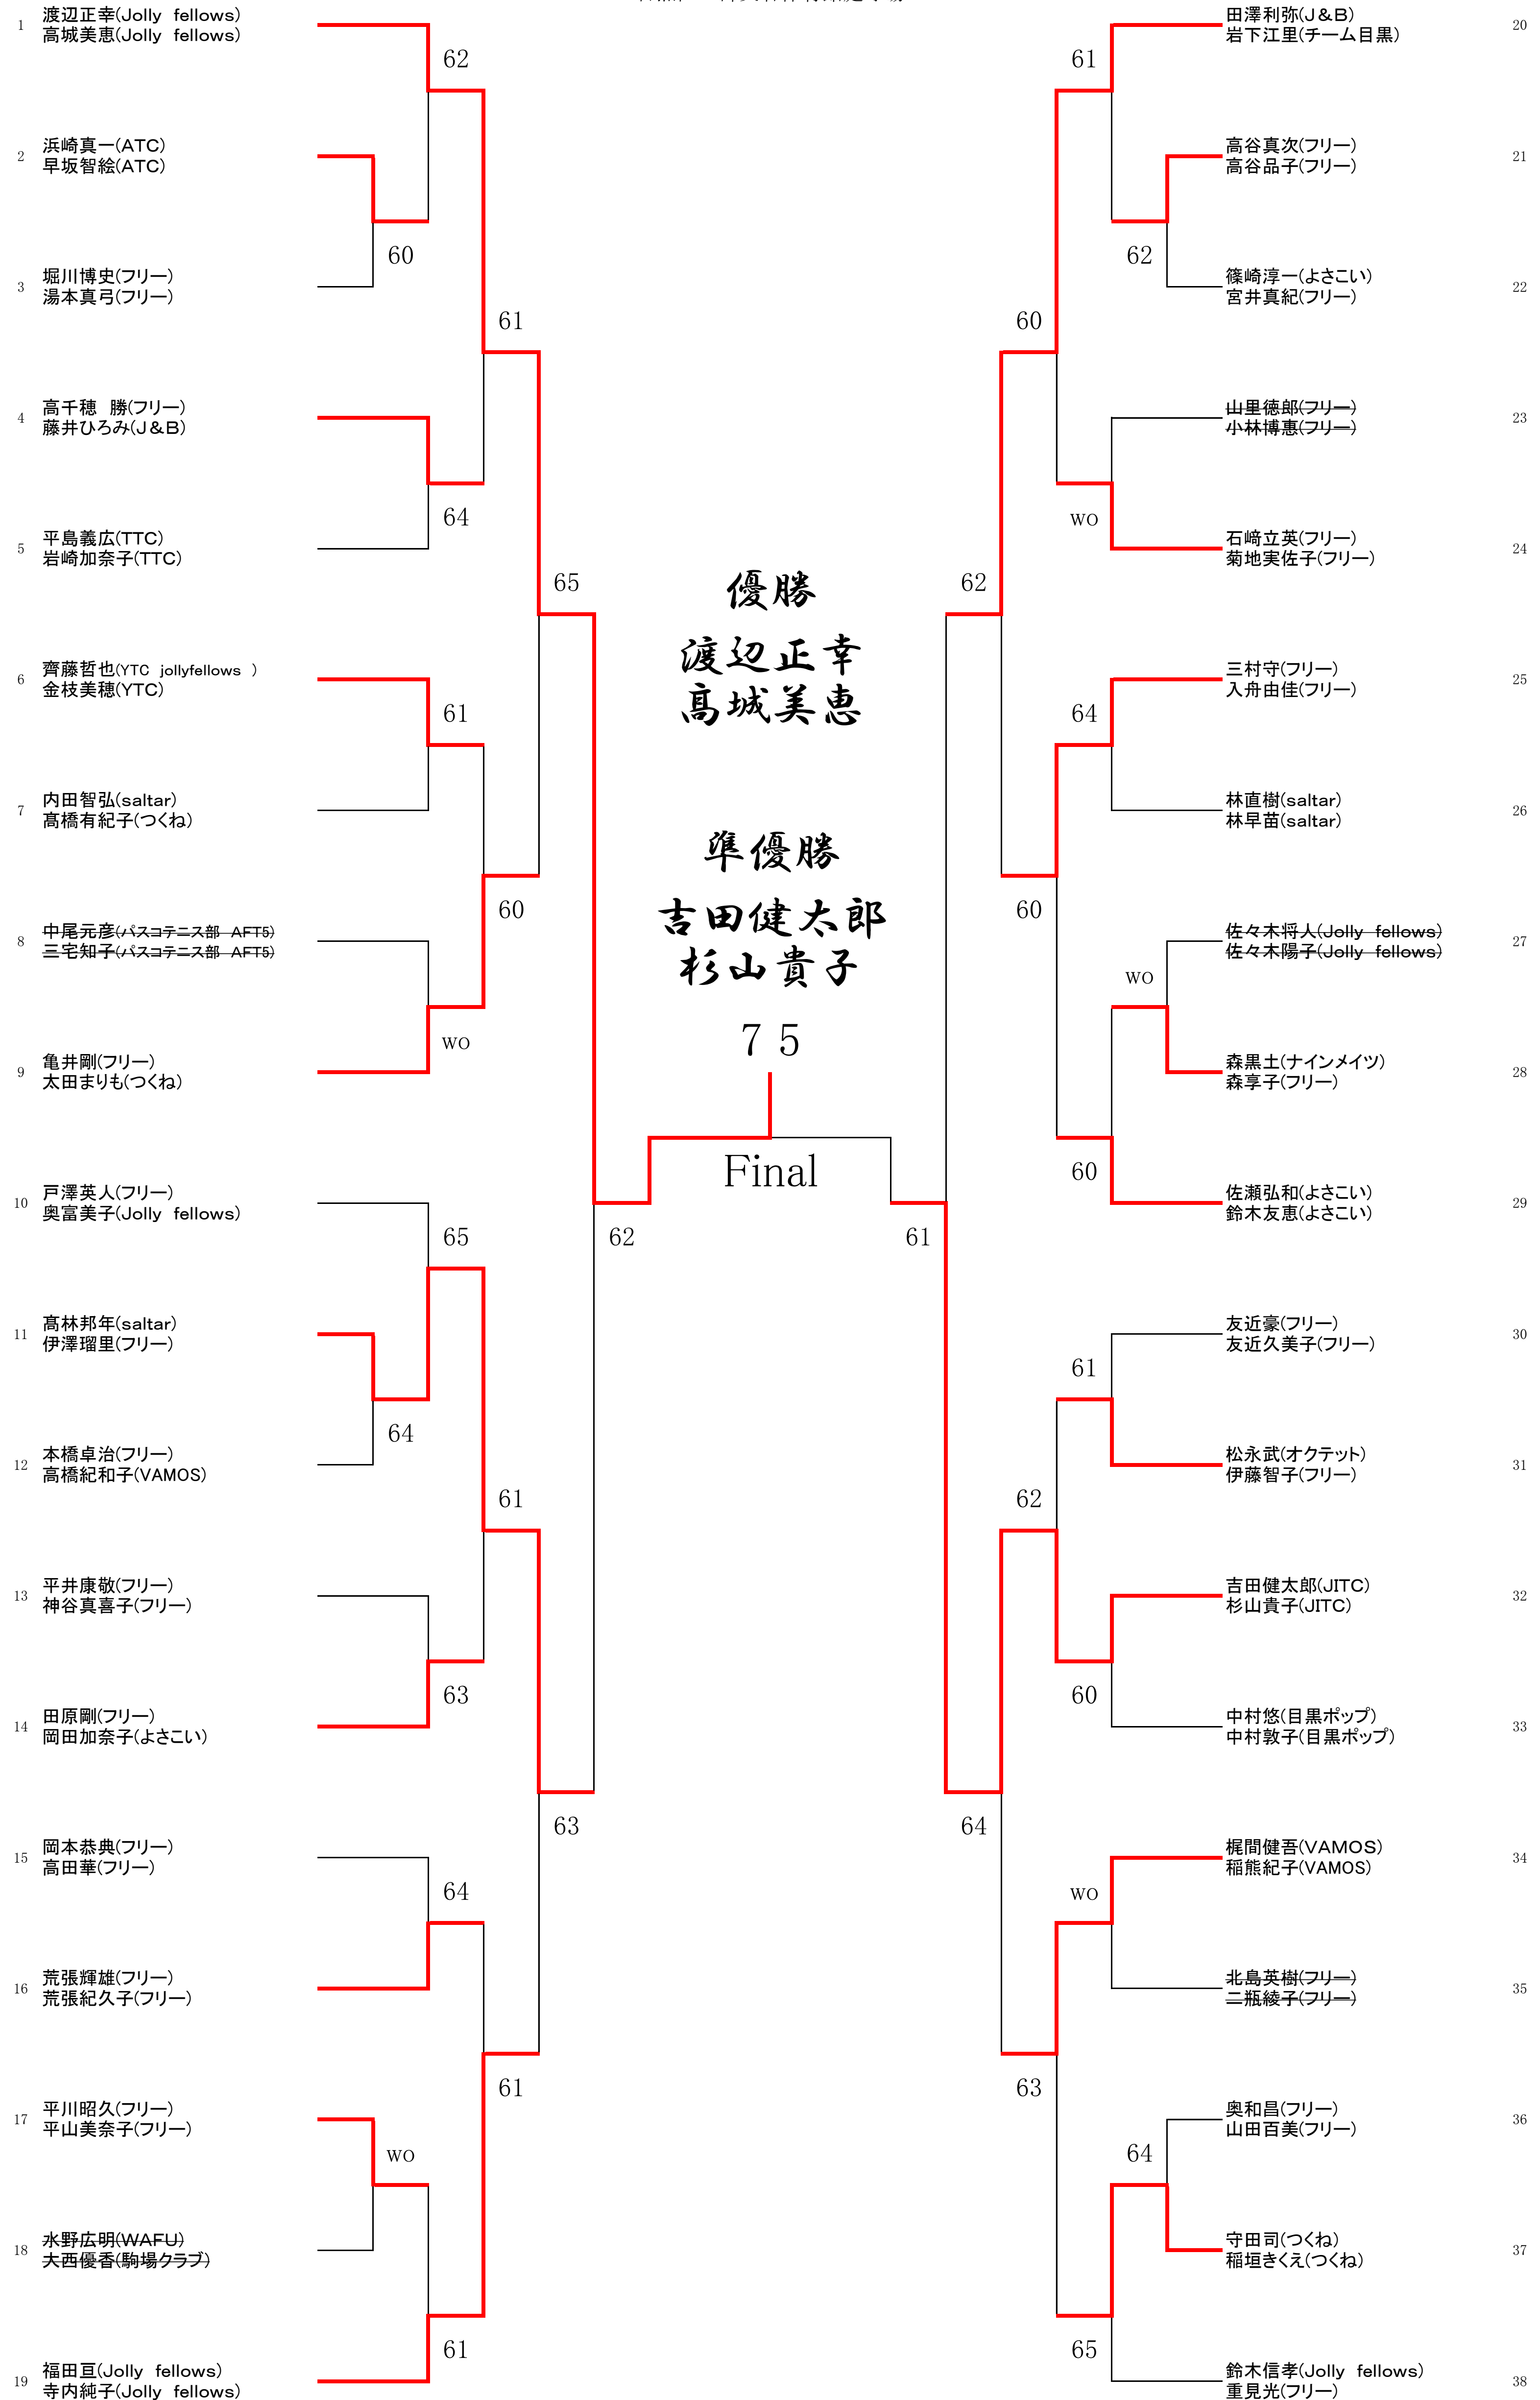 1
渡辺正幸(Jolly fellows)
高城美恵(Jolly fellows)
62
2
浜崎真一(ATC)
早坂智絵(ATC)
60
3
堀川博史(フリー)
湯本真弓(フリー)
61
4
高千穂 勝(フリー)
藤井ひろみ(J&B)
64
5
平島義広(TTC)
岩崎加奈子(TTC)
65
6
齊藤哲也(YTC jollyfellows )
金枝美穂(YTC)
61
7
内田智弘(saltar)
髙橋有紀子(つくね)
60
8
中尾元彦(パスコテニス部 AFT5)
三宅知子(パスコテニス部 AFT5)
WO
9
亀井剛(フリー)
太田まりも(つくね)
10
戸澤英人(フリー)
奥富美子(Jolly fellows)
65
62
11
髙林邦年(saltar)
伊澤瑠里(フリー)
64
12
本橋卓治(フリー)
高橋紀和子(VAMOS)
61
13
平井康敬(フリー)
神谷真喜子(フリー)
63
14
田原剛(フリー)
岡田加奈子(よさこい)
63
15
岡本恭典(フリー)
高田華(フリー)
64
16
荒張輝雄(フリー)
荒張紀久子(フリー)
61
17
平川昭久(フリー)
平山美奈子(フリー)
WO
18
水野広明(WAFU)
大西優香(駒場クラブ)
61
19
福田亘(Jolly fellows)
寺内純子(Jolly fellows)
優勝
渡辺正幸
髙城美恵
準優勝
吉田健太郎
杉山貴子
7 5
Final
田澤利弥(J&B)
岩下江里(チーム目黒)
20
61
高谷真次(フリー)
高谷品子(フリー)
21
62
篠崎淳一(よさこい)
宮井真紀(フリー)
22
60
山里徳郎(フリー)
小林博恵(フリー)
23
WO
石﨑立英(フリー)
菊地実佐子(フリー)
24
62
三村守(フリー)
入舟由佳(フリー)
25
64
林直樹(saltar)
林早苗(saltar)
26
60
佐々木将人(Jolly fellows)
佐々木陽子(Jolly fellows)
27
WO
森黒土(ナインメイツ)
森享子(フリー)
28
60
佐瀬弘和(よさこい)
鈴木友恵(よさこい)
29
61
友近豪(フリー)
友近久美子(フリー)
30
61
松永武(オクテット)
伊藤智子(フリー)
31
62
吉田健太郎(JITC)
杉山貴子(JITC)
32
60
中村悠(目黒ポップ)
中村敦子(目黒ポップ)
33
64
梶間健吾(VAMOS)
稲熊紀子(VAMOS)
34
WO
北島英樹(フリー)
二瓶綾子(フリー)
35
63
奥和昌(フリー)
山田百美(フリー)
36
64
守田司(つくね)
稲垣きくえ(つくね)
37
65
鈴木信孝(Jolly fellows)
重見光(フリー)
38